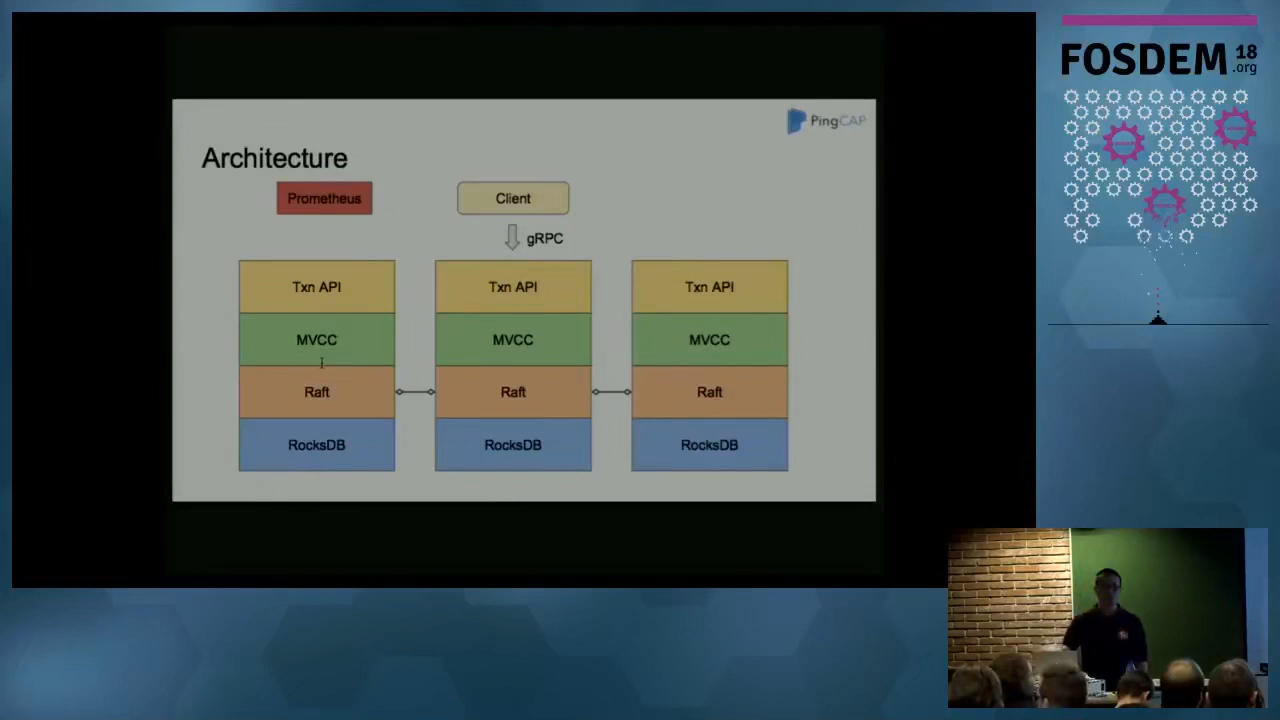 FOSDEM 18
.org
PingCAP
Architecture
Prometheus
Client
gRPC
Txn API
Txn API
Txn API
MVCC
MVCC
MVCC
Raft
Raft
Raft
RocksDB
RocksDB
RocksDB